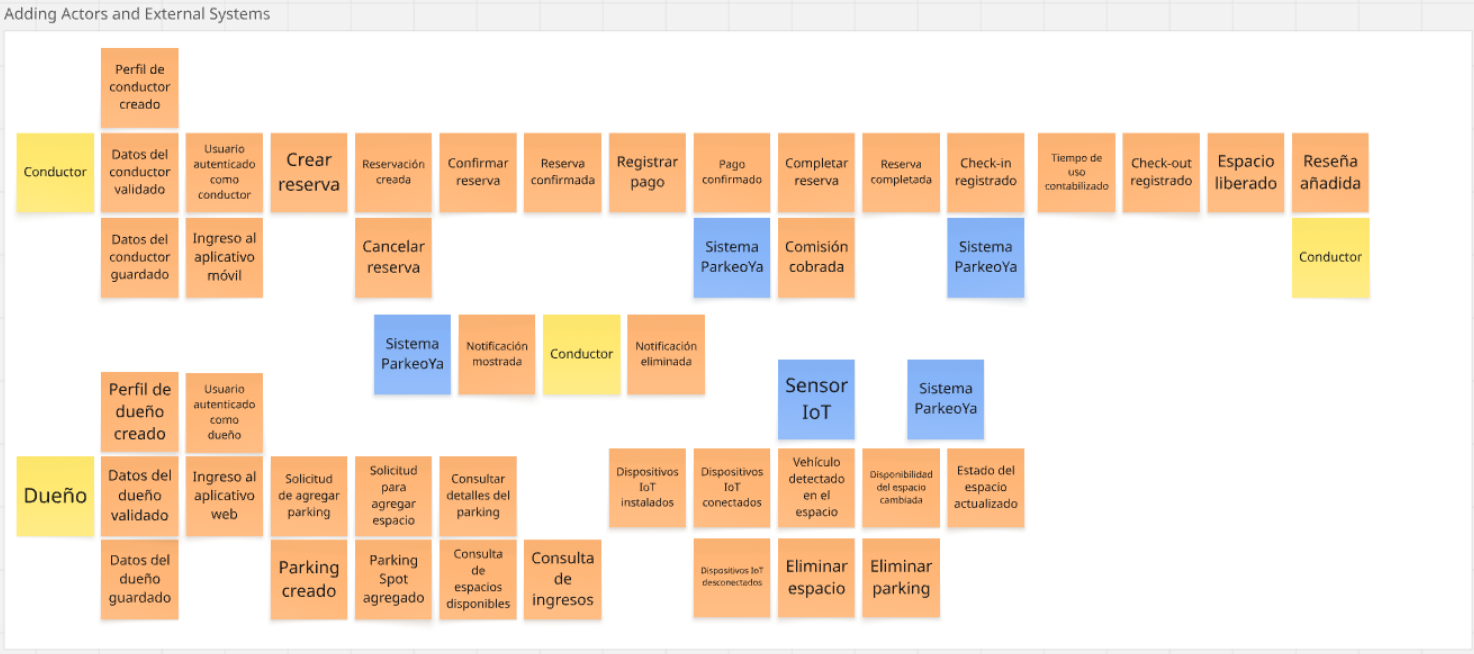 Adding Actors and External Systems
Perfil de
conductor
creado
Conductor
Datos del
conductor
validado
Usuario
autenticado
como
conductor
Crear
reserva
Reservación
creada
Confirmar
reserva
Reserva
confirmada
Registrar
pago
Pago
confirmado
Completar
reserva
Reserva
completada
Check-in
registrado
Tiempo de
uso
contabilizado
Check-out
registrado
Espacio
liberado
Reseña
añadida
Datos del
conductor
guardado
Ingreso al
aplicativo
móvil
Cancelar
reserva
Sistema
ParkeoYa
Comisión
cobrada
Sistema
ParkeoYa
Conductor
Sistema
ParkeoYa
Notificación
mostrada
Conductor
Notificación
eliminada
Sensor
IoT
Sistema
ParkeoYa
Perfil de
dueño
creado
Usuario
autenticado
como
dueño
Dueño
Datos del
dueño
validado
Ingreso al
aplicativo
web
Solicitud
de agregar
parking
Solicitud
para
agregar
espacio
Consultar
detalles del
parking
Dispositivos
IoT
instalados
Dispositivos
IoT
conectados
Vehículo
detectado
en el
espacio
Disponibilidad
del espacio
cambiada
Estado del
espacio
actualizado
Datos del
dueño
guardado
Parking
creado
Parking
Spot
agregado
Consulta
de
espacios
disponibles
Consulta
de
ingresos
Dispositivos IoT
desconectados
Eliminar
espacio
Eliminar
parking